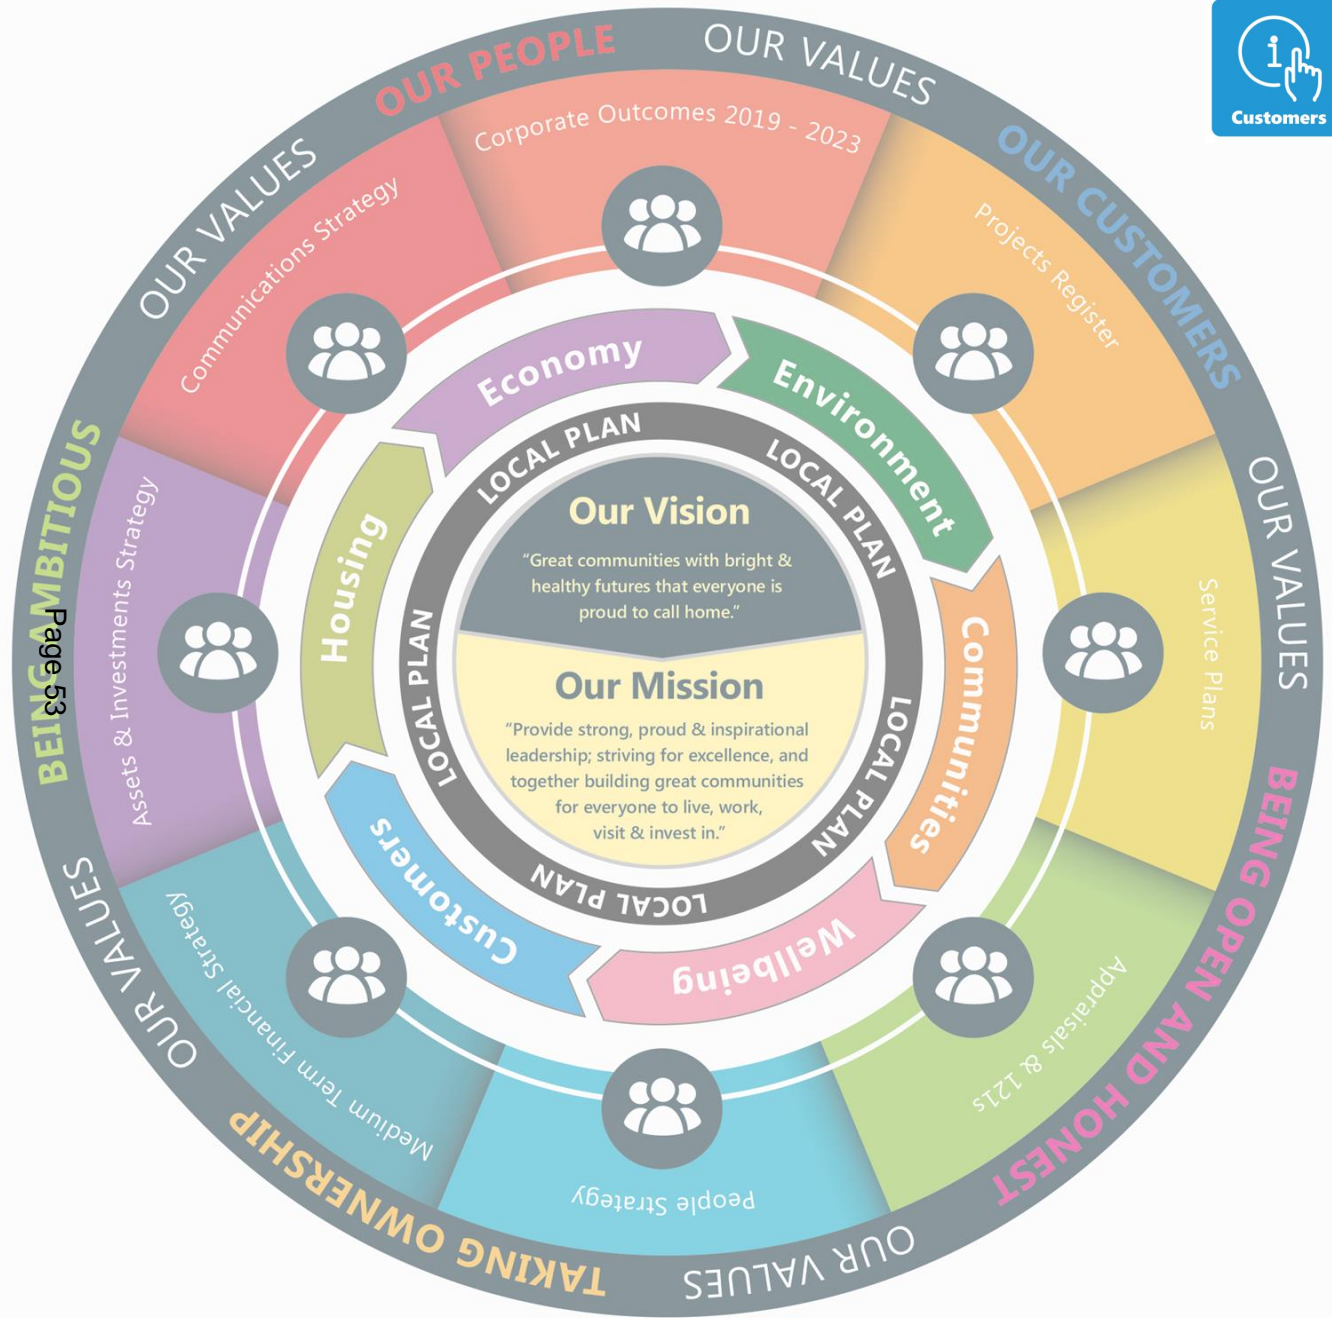 OUR PEOPLE
OUR VALUES
OUR CUSTOMERS
OUR VALUES
BEING OPEN AND HONEST
OUR VALUES
TAKING OWNERSHIP
OUR VALUES
BEING AMBITIOUS
OUR VALUES
Customers
Page 53
Corporate Outcomes 2019 - 2023
Projects Register
Service Plans
Appraisals & 121s
People Strategy
Medium Term Financial Strategy
Assets & Investments Strategy
Communications Strategy
Economy
Environment
Communities
Wellbeing
Customers
Housing
LOCAL PLAN
LOCAL PLAN
LOCAL PLAN
LOCAL PLAN
LOCAL PLAN
Our Vision
“Great communities with bright &
healthy futures that everyone is
proud to call home.”
Our Mission
“Provide strong, proud & inspirational
leadership; striving for excellence, and
together building great communities
for everyone to live, work,
visit & invest in.”